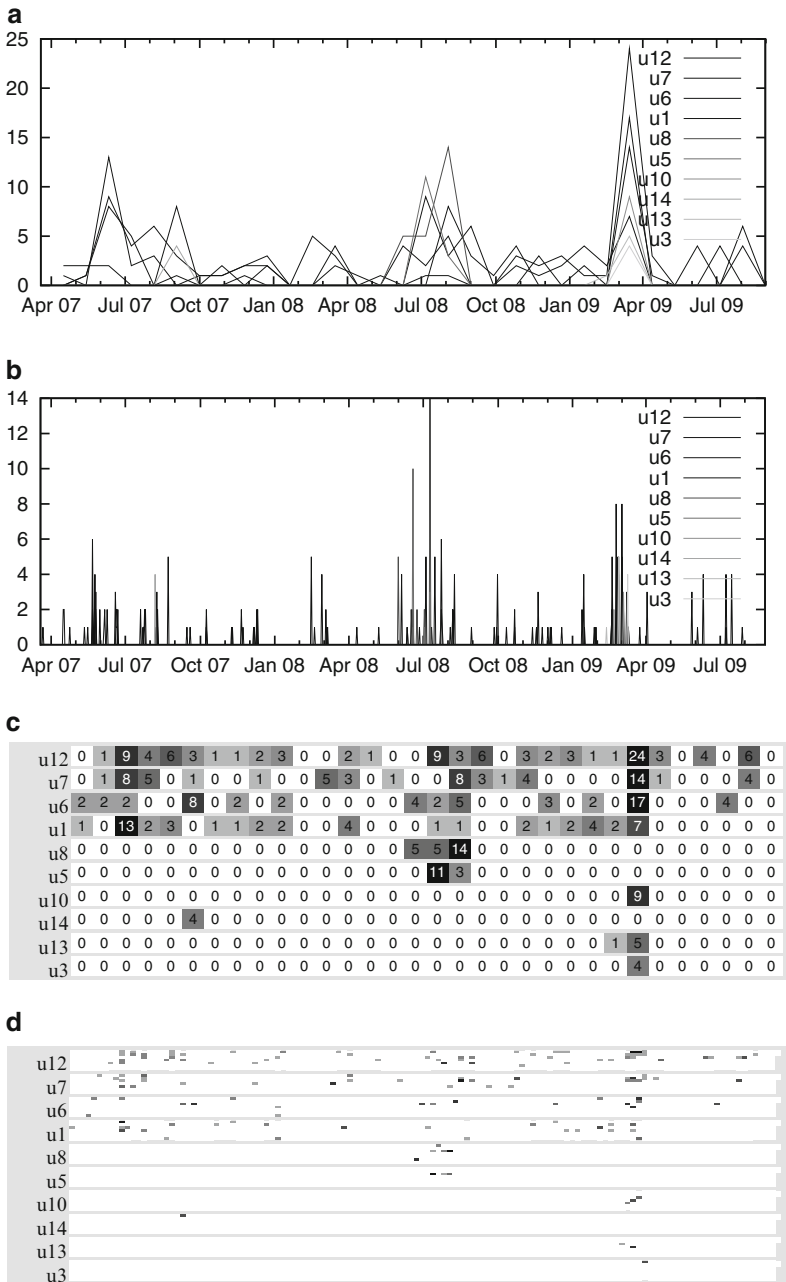 a
25
20
15
10
5
0
u12
u7
u6
u1
u8
u5
u10
u14
u13
u3
Apr 07 Jul 07 Oct 07 Jan 08 Apr 08 Jul 08 Oct 08 Jan 09 Apr 09 Jul 09
b
14
12
10
8
6
4
2
0
u12
u7
u6
u1
u8
u5
u10
u14
u13
u3
Apr 07 Jul 07 Oct 07 Jan 08 Apr 08 Jul 08 Oct 08 Jan 09 Apr 09 Jul 09
c
u12 0 1 9 4 6 3 1 1 2 3 0 0 2 1 0 0 9 3 6 0 3 2 3 1 1 24 3 0 4 0 6 0
u7 0 1 8 5 0 1 0 0 1 0 0 5 3 0 1 0 0 8 3 1 4 0 0 0 0 14 1 0 0 0 4 0
u6 2 2 2 0 0 8 0 2 0 2 0 0 0 0 0 4 2 5 0 0 0 3 0 2 0 17 0 0 0 4 0 0
u1 1 0 13 2 3 0 1 1 2 2 0 0 4 0 0 0 1 1 0 0 2 1 2 4 2 7 0 0 0 0 0 0
u8 0 0 0 0 0 0 0 0 0 0 0 0 0 0 0 5 5 14 0 0 0 0 0 0 0 0 0 0 0 0 0 0
u5 0 0 0 0 0 0 0 0 0 0 0 0 0 0 0 0 11 3 0 0 0 0 0 0 0 0 0 0 0 0 0 0
u10 0 0 0 0 0 0 0 0 0 0 0 0 0 0 0 0 0 0 0 0 0 0 0 0 0 9 0 0 0 0 0 0
u14 0 0 0 0 0 4 0 0 0 0 0 0 0 0 0 0 0 0 0 0 0 0 0 0 0 0 0 0 0 0 0 0
u13 0 0 0 0 0 0 0 0 0 0 0 0 0 0 0 0 0 0 0 0 0 0 0 0 1 5 0 0 0 0 0 0
u3 0 0 0 0 0 0 0 0 0 0 0 0 0 0 0 0 0 0 0 0 0 0 0 0 0 4 0 0 0 0 0 0
d
u12
u7
u6
u1
u8
u5
u10
u14
u13
u3